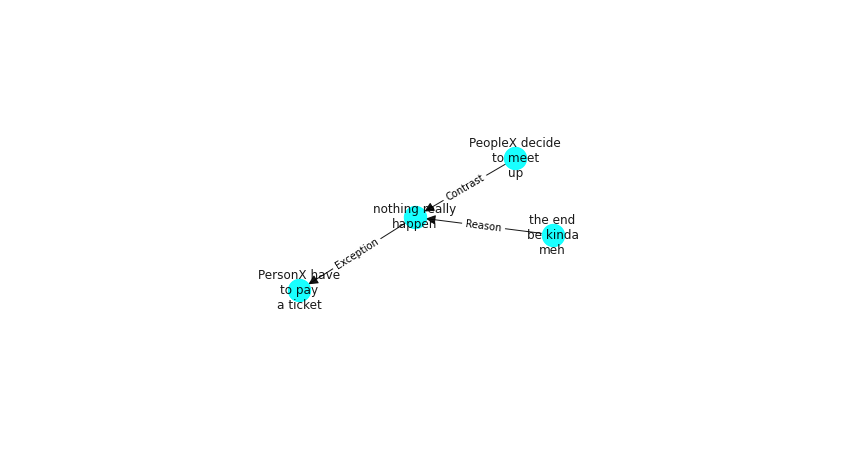 PeopleX decide
to meet
up
Contrast
nothing really
happen
Reason
the end
be kinda
meh
Exception
PersonX have
to pay
a ticket